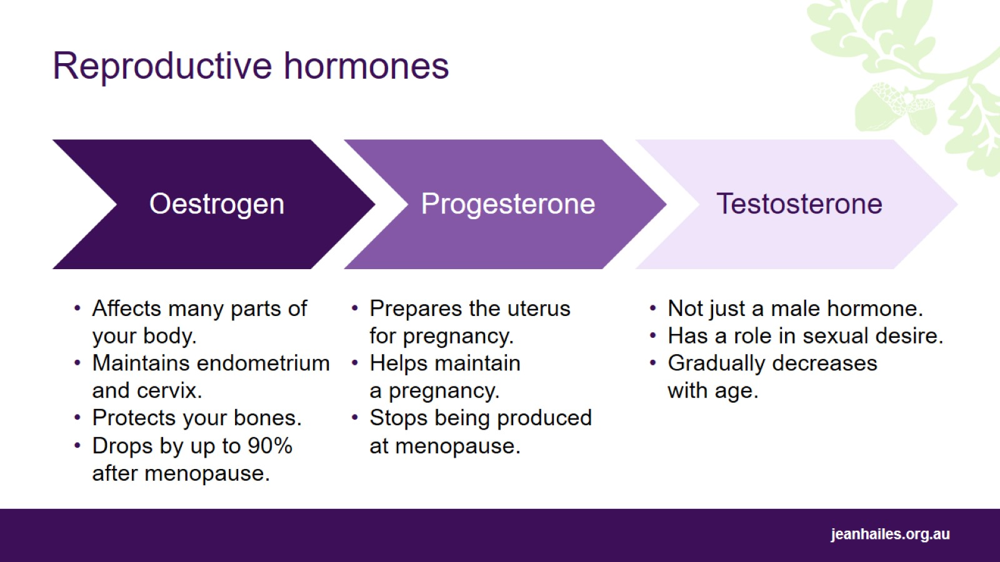 Reproductive hormones
Oestrogen
• Affects many parts of
your body.
• Maintains endometrium
and cervix.
• Protects your bones.
• Drops by up to 90%
after menopause.
Progesterone
• Prepares the uterus
for pregnancy.
• Helps maintain
a pregnancy.
• Stops being produced
at menopause.
Testosterone
• Not just a male hormone.
• Has a role in sexual desire.
• Gradually decreases
with age.
jeanhailes.org.au